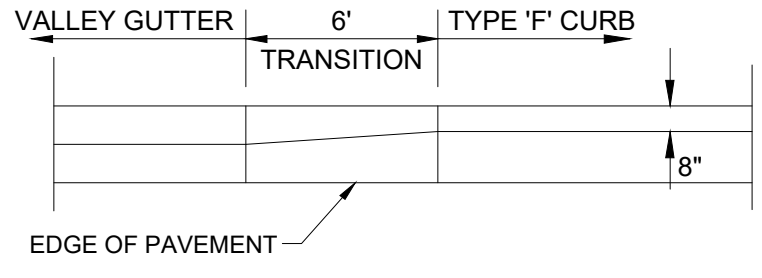 VALLEY GUTTER
6'
TYPE 'F' CURB
TRANSITION
8"
EDGE OF PAVEMENT